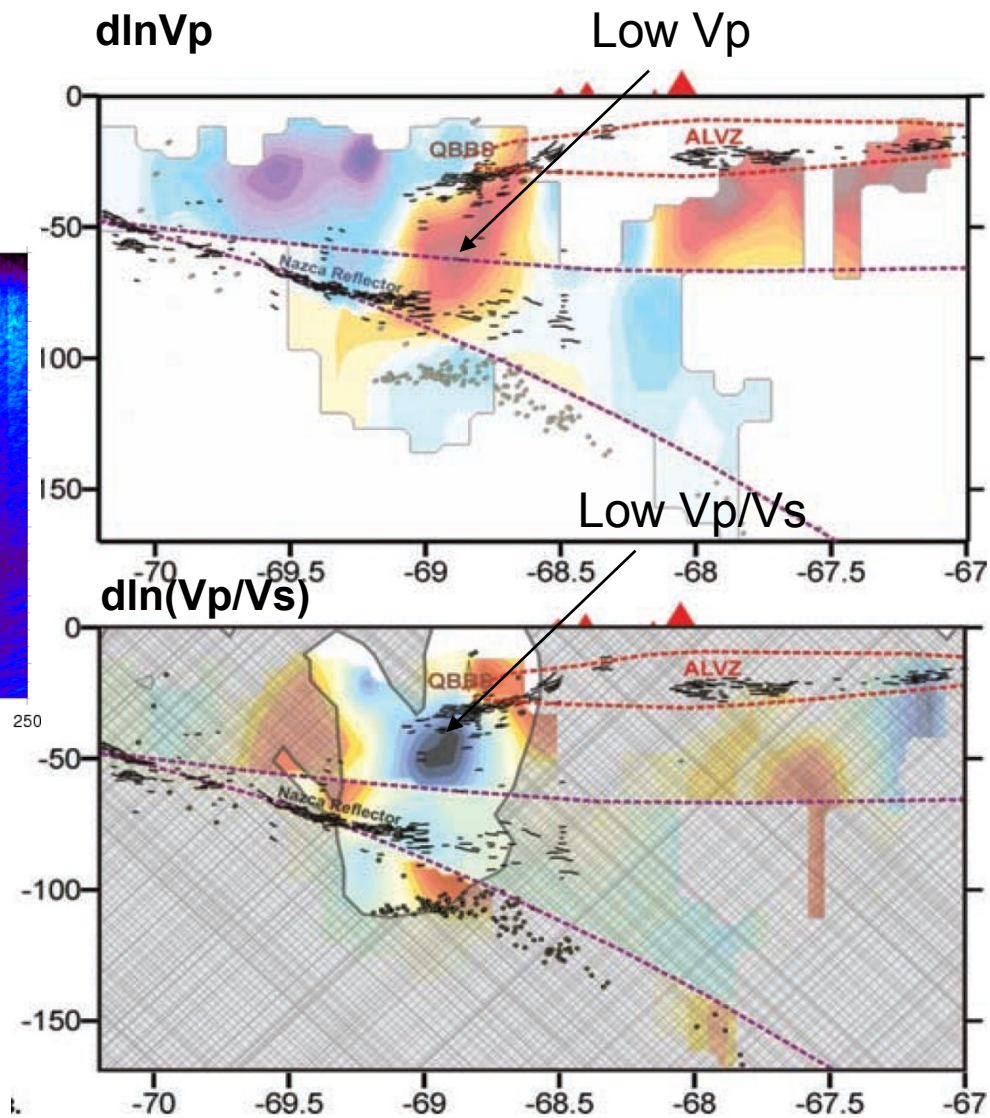 dlnVp Low Vp
0
QBBS ALVZ
-50
Nazca Reflector
100
150
Low Vp/Vs
-70 -69.5 -69 -68.5 -68 -67.5 -67
dln(Vp/Vs)
0
QBBS ALVZ
250
-50
Nazca Reflector
-100
-150
-70 -69.5 -69 -68.5 -68 -67.5 -67